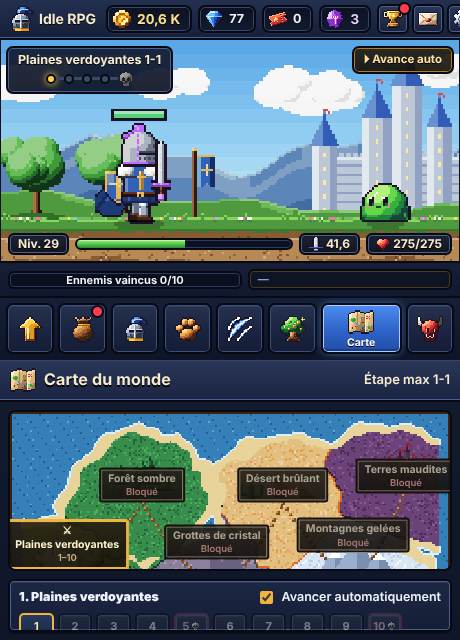 Idle RPG 20,6 K 77 0 3
Plaines verdoyantes 1-1
Avance auto
Niv. 29 41,6 275/275
Ennemis vaincus 0/10 —
Carte
Carte du monde Étape max 1-1
Forêt sombre
Bloqué
Désert brûlant
Bloqué
Terres maudites
Bloqué
Plaines verdoyantes
1–10
Grottes de cristal
Bloqué
Montagnes gelées
Bloqué
1. Plaines verdoyantes Avancer automatiquement
1 2 3 4 5 6 7 8 9 10